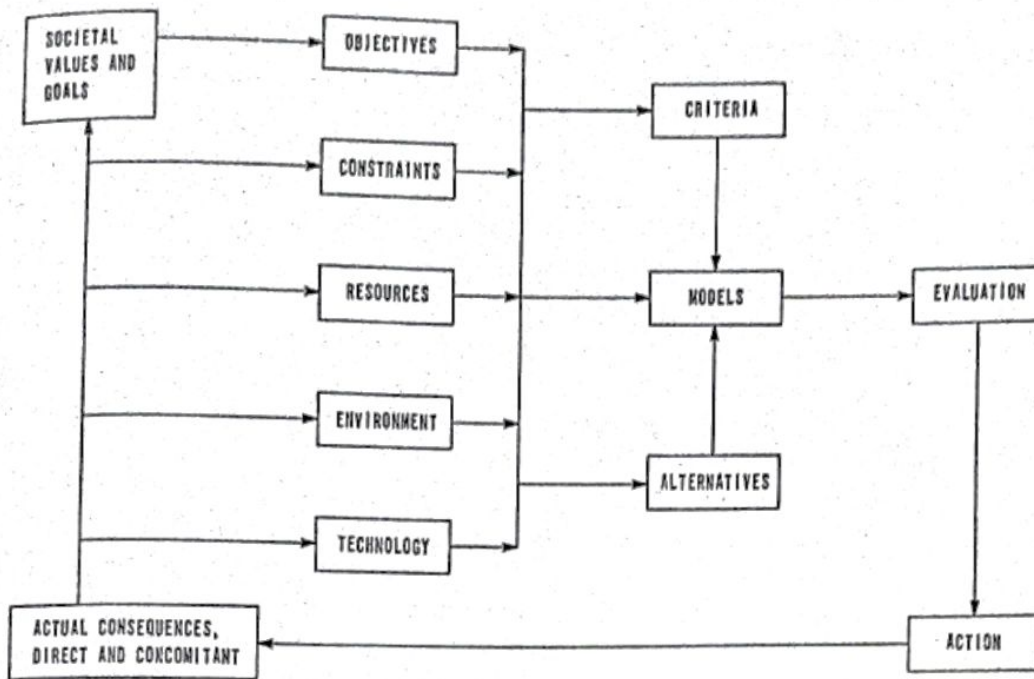 SOCIETAL
VALUES AND
GOALS
OBJECTIVES
CRITERIA
CONSTRAINTS
RESOURCES
MODELS
EVALUATION
ENVIRONMENT
ALTERNATIVES
TECHNOLOGY
ACTUAL CONSEQUENCES,
DIRECT AND CONCOMITANT
ACTION